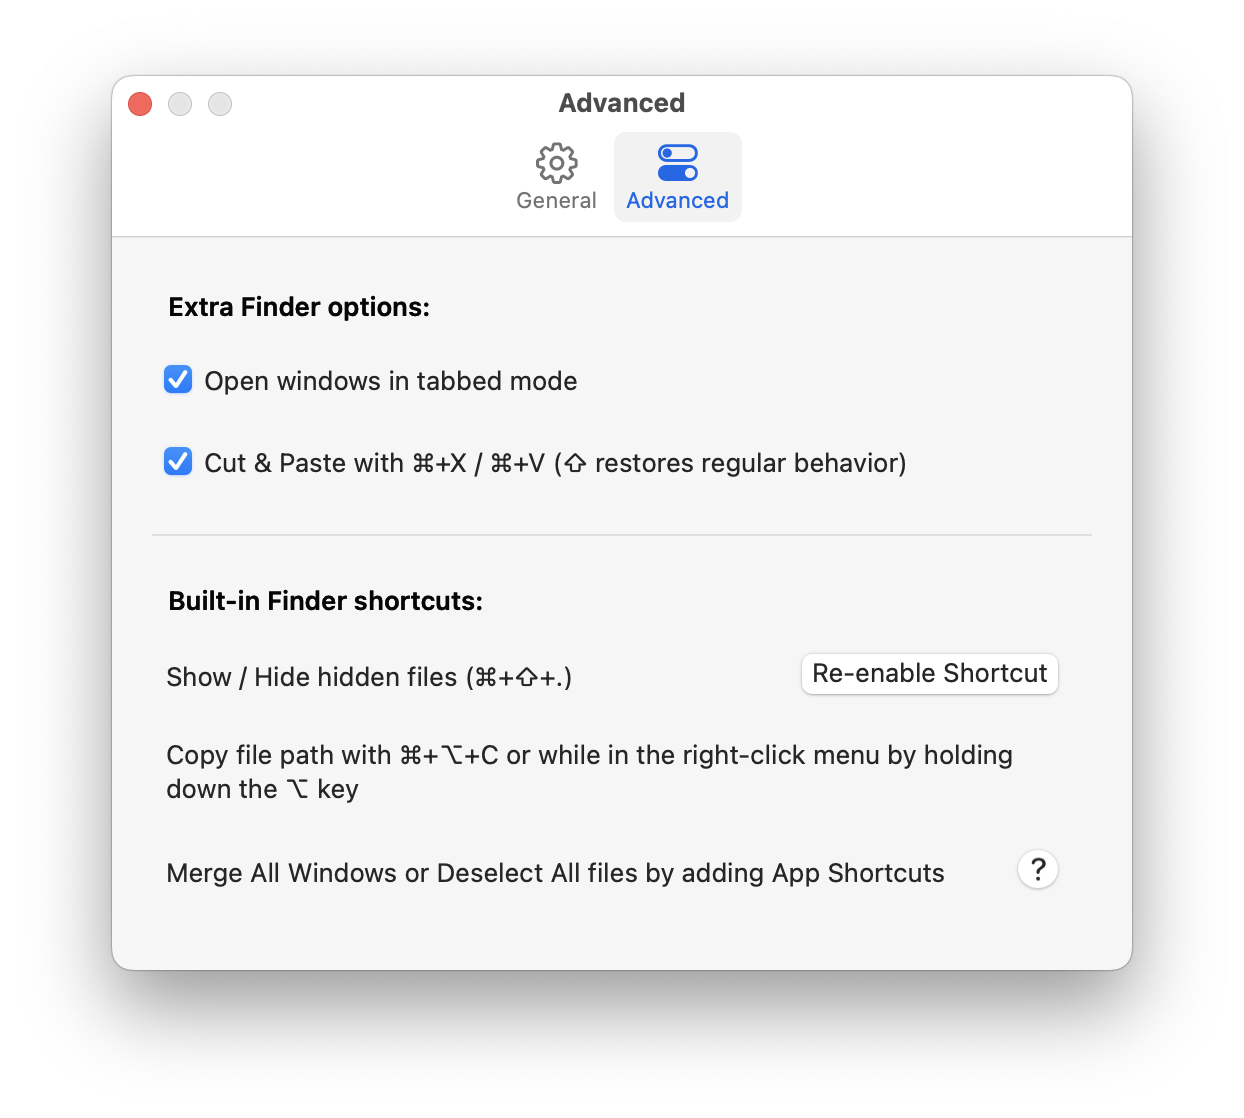 Advanced
General
Advanced
Extra Finder options:
Open windows in tabbed mode
Cut & Paste with ⌘+X / ⌘+V (⇧ restores regular behavior)
Built-in Finder shortcuts:
Show / Hide hidden files (⌘+⇧+.)
Re-enable Shortcut
Copy file path with ⌘+⌥+C or while in the right-click menu by holding
down the ⌥ key
Merge All Windows or Deselect All files by adding App Shortcuts
?